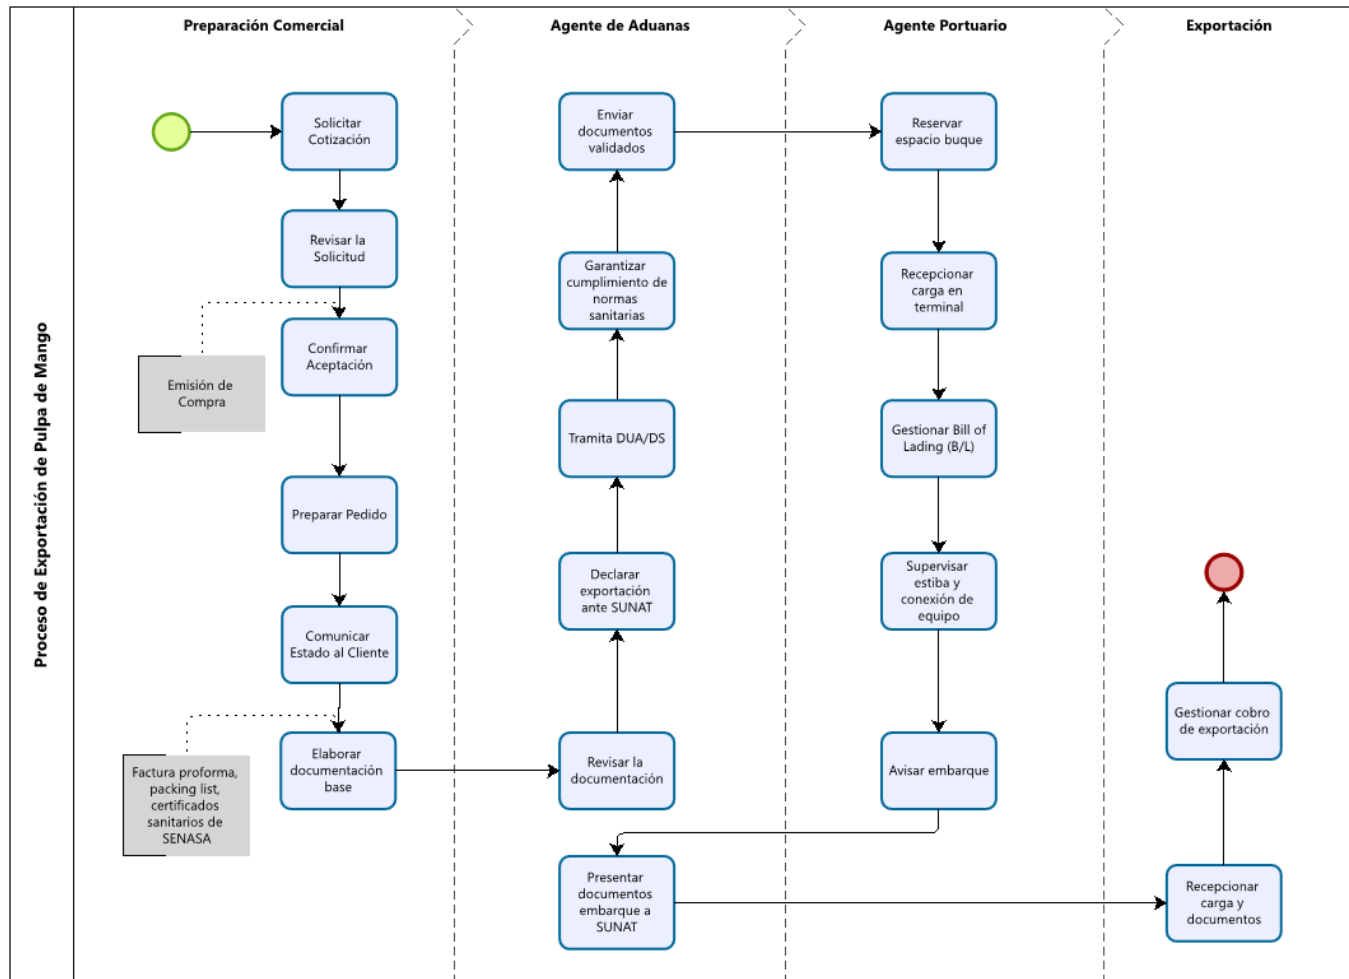 Proceso de Exportación de Pulpa de Mango
Preparación Comercial
Agente de Aduanas
Agente Portuario
Exportación
Solicitar
Cotización
Revisar la
Solicitud
Emisión de
Compra
Confirmar
Aceptación
Preparar Pedido
Comunicar
Estado al Cliente
Factura proforma,
packing list,
certificados
sanitarios de
SENASA
Elaborar
documentación
base
Revisar la
documentación
Declarar
exportación
ante SUNAT
Tramita DUA/DS
Garantizar
cumplimiento de
normas
sanitarias
Enviar
documentos
validados
Reservar
espacio buque
Recepcionar
carga en
terminal
Gestionar Bill of
Lading (B/L)
Supervisar
estiba y
conexión de
equipo
Avisar embarque
Presentar
documentos
embarque a
SUNAT
Recepcionar
carga y
documentos
Gestionar cobro
de exportación